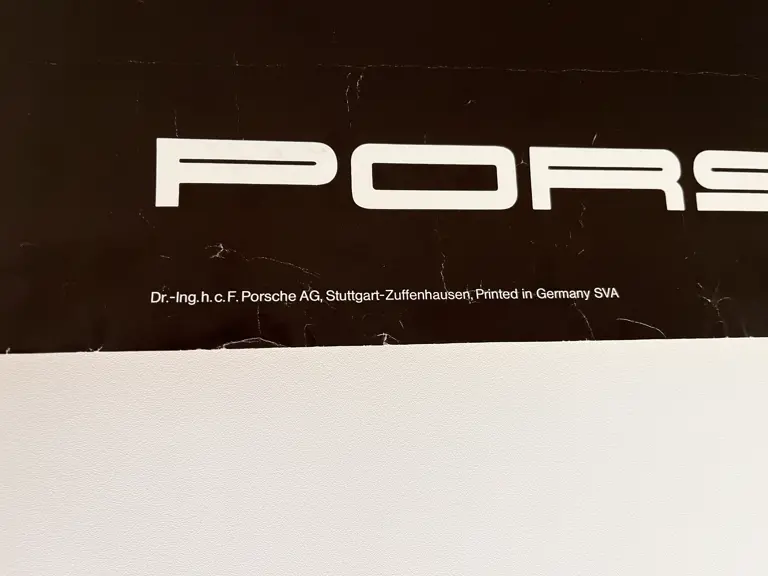 PORS
Dr.-Ing. h. c. F. Porsche AG, Stuttgart-Zuffenhausen, Printed in Germany SVA